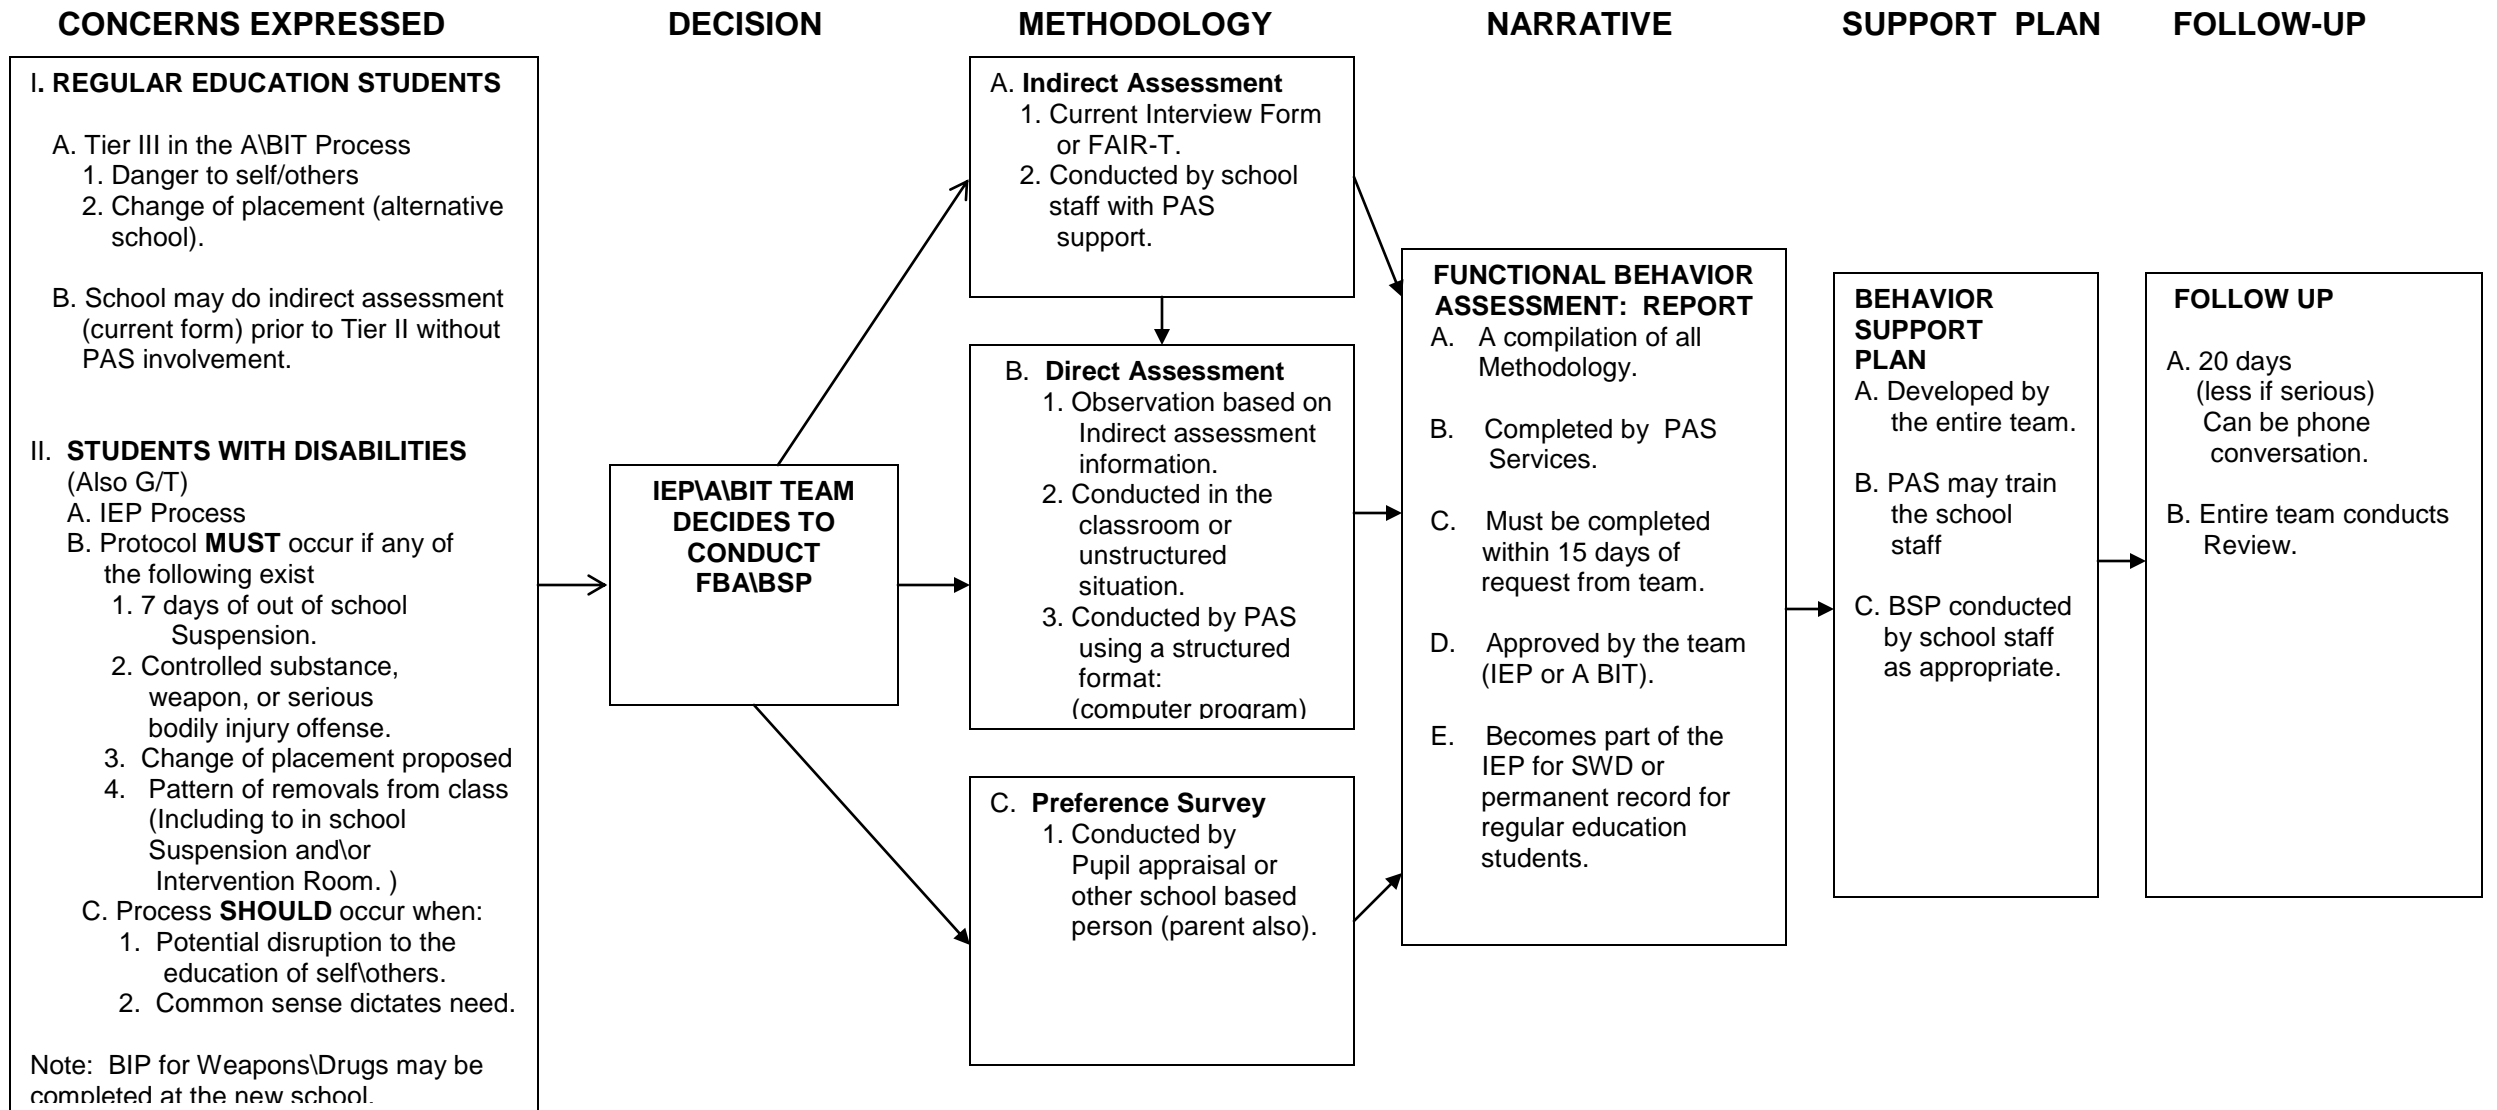 CONCERNS EXPRESSED
DECISION
METHODOLOGY
NARRATIVE
SUPPORT PLAN
FOLLOW-UP
I. REGULAR EDUCATION STUDENTS
A. Tier III in the A\BIT Process
1. Danger to self/others
2. Change of placement (alternative
school).
B. School may do indirect assessment
(current form) prior to Tier II without
PAS involvement.
II. STUDENTS WITH DISABILITIES
(Also G/T)
A. IEP Process
B. Protocol MUST occur if any of
the following exist
1. 7 days of out of school
Suspension.
2. Controlled substance,
weapon, or serious
bodily injury offense.
3. Change of placement proposed
4. Pattern of removals from class
(Including to in school
Suspension and\or
Intervention Room. )
C. Process SHOULD occur when:
1. Potential disruption to the
education of self\others.
2. Common sense dictates need.
Note: BIP for Weapons\Drugs may be
completed at the new school.
IEP\A\BIT TEAM
DECIDES TO
CONDUCT
FBA\BSP
A. Indirect Assessment
1. Current Interview Form
or FAIR-T.
2. Conducted by school
staff with PAS
support.
B. Direct Assessment
1. Observation based on
Indirect assessment
information.
2. Conducted in the
classroom or
unstructured
situation.
3. Conducted by PAS
using a structured
format:
(computer program)
C. Preference Survey
1. Conducted by
Pupil appraisal or
other school based
person (parent also).
FUNCTIONAL BEHAVIOR
ASSESSMENT: REPORT
A. A compilation of all
Methodology.
B. Completed by PAS
Services.
C. Must be completed
within 15 days of
request from team.
D. Approved by the team
(IEP or A BIT).
E. Becomes part of the
IEP for SWD or
permanent record for
regular education
students.
BEHAVIOR
SUPPORT
PLAN
A. Developed by
the entire team.
B. PAS may train
the school
staff
C. BSP conducted
by school staff
as appropriate.
FOLLOW UP
A. 20 days
(less if serious)
Can be phone
conversation.
B. Entire team conducts
Review.